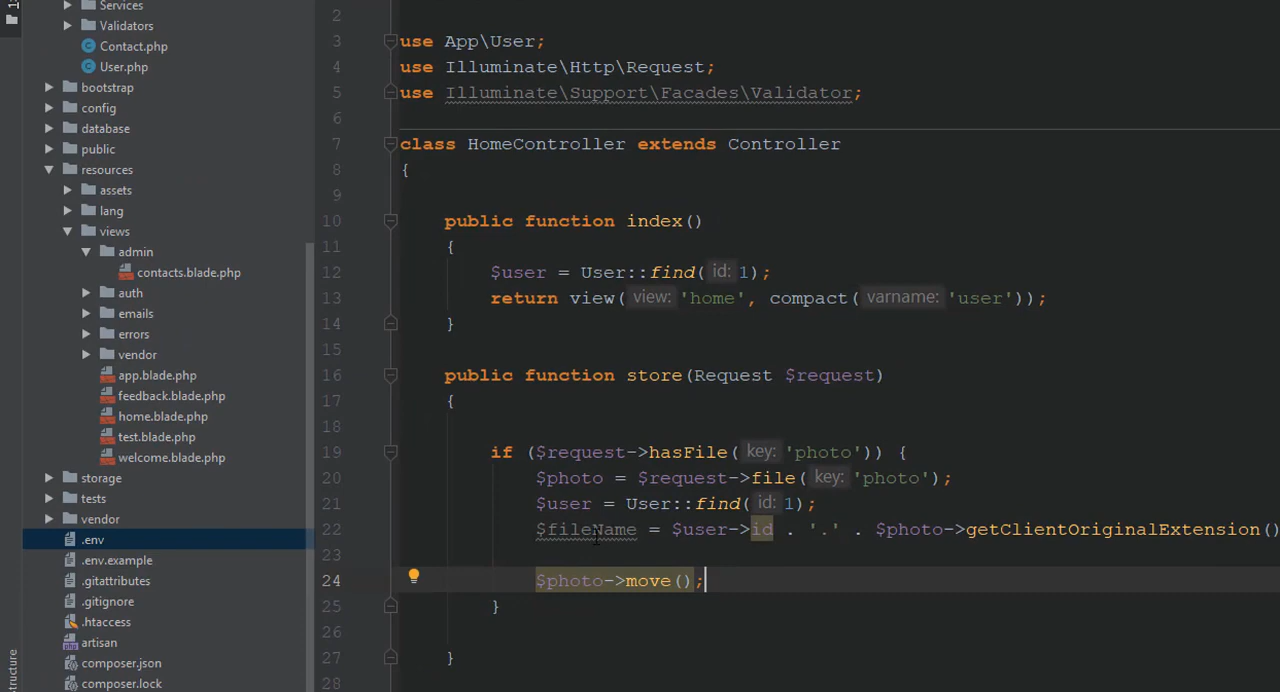 Services
Validators
Contact.php
User.php
bootstrap
config
database
public
resources
assets
lang
views
admin
contacts.blade.php
auth
emails
errors
vendor
app.blade.php
feedback.blade.php
home.blade.php
test.blade.php
welcome.blade.php
storage
tests
vendor
.env
.env.example
.gitattributes
.gitignore
.htaccess
artisan
composer.json
composer.lock
2
3 use App\User;
4 use Illuminate\Http\Request;
5 use Illuminate\Support\Facades\Validator;
6
7 class HomeController extends Controller
8 {
9
10 public function index()
11 {
12 $user = User::find( id: 1);
13 return view( view: 'home', compact( varname: 'user'));
14 }
15
16 public function store(Request $request)
17 {
18
19 if ($request->hasFile( key: 'photo')) {
20 $photo = $request->file( key: 'photo');
21 $user = User::find( id: 1);
22 $fileName = $user->id . '.' . $photo->getClientOriginalExtension()
23
24 $photo->move();
25 }
26
27 }
28